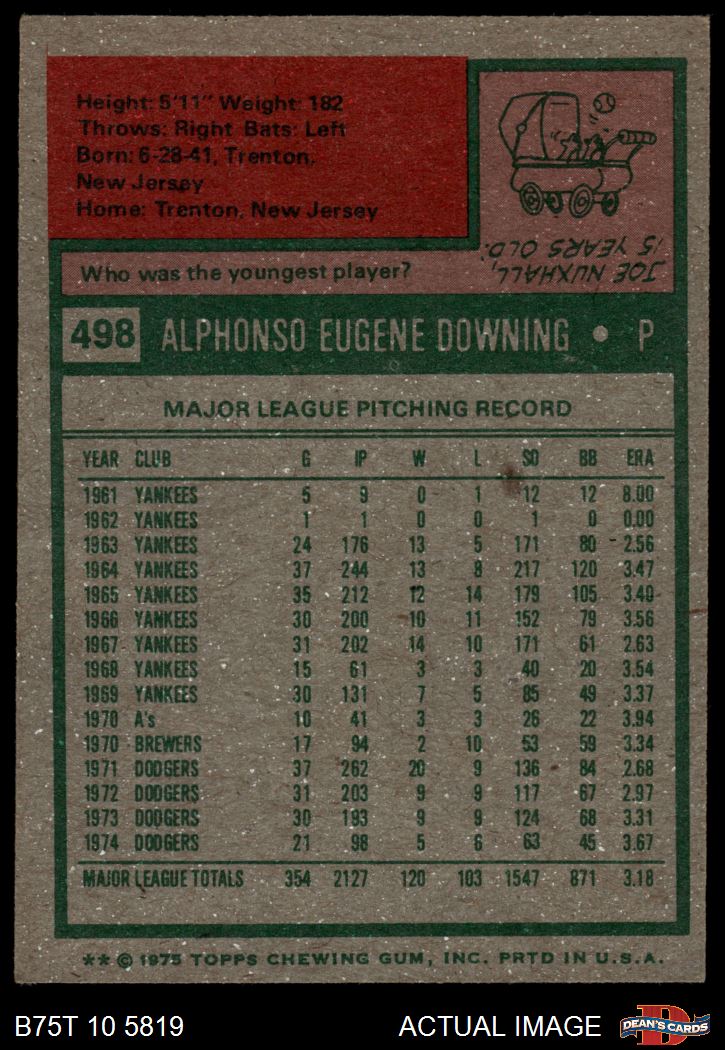 Height: 5'11" Weight: 182
Throws: Right Bats: Left
Born: 6-28-41, Trenton,
New Jersey
Home: Trenton, New Jersey
Who was the youngest player?
JOE NUXHALL,
15 YEARS OLD.
498 ALPHONSO EUGENE DOWNING • P
MAJOR LEAGUE PITCHING RECORD
YEAR CLUB G IP W L SO BB ERA
1961 YANKEES 5 9 0 1 12 12 8.00
1962 YANKEES 1 1 0 0 1 0 0.00
1963 YANKEES 24 176 13 5 171 80 2.56
1964 YANKEES 37 244 13 8 217 120 3.47
1965 YANKEES 35 212 12 14 179 105 3.40
1966 YANKEES 30 200 10 11 152 79 3.56
1967 YANKEES 31 202 14 10 171 61 2.63
1968 YANKEES 15 61 3 3 40 20 3.54
1969 YANKEES 30 131 7 5 85 49 3.37
1970 A's 10 41 3 3 26 22 3.94
1970 BREWERS 17 94 2 10 53 59 3.34
1971 DODGERS 37 262 20 9 136 84 2.68
1972 DODGERS 31 203 9 9 117 67 2.97
1973 DODGERS 30 193 9 9 124 68 3.31
1974 DODGERS 21 98 5 6 63 45 3.67
MAJOR LEAGUE TOTALS 354 2127 120 103 1547 871 3.18
** © 1975 TOPPS CHEWING GUM, INC. PRTD IN U.S.A.
B75T 10 5819 ACTUAL IMAGE DEAN'S CARDS